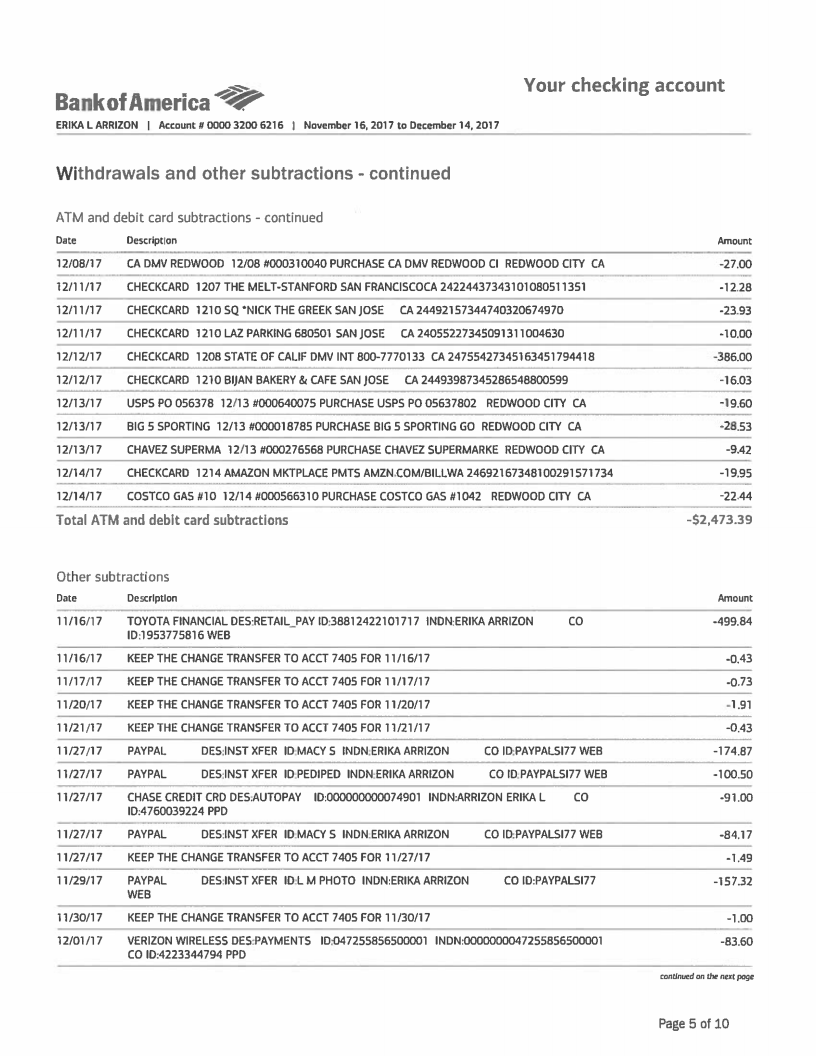 Your checking account
Bank of America
ERIKA L ARRIZON | Account # 0000 3200 6216 | November 16, 2017 to December 14, 2017
Withdrawals and other subtractions - continued
ATM and debit card subtractions - continued
Date Description Amount
12/08/17 CA DMV REDWOOD 12/08 #000310040 PURCHASE CA DMV REDWOOD CI REDWOOD CITY CA -27.00
12/11/17 CHECKCARD 1207 THE MELT-STANFORD SAN FRANCISCOCA 24224437343101080511351 -12.28
12/11/17 CHECKCARD 1210 SQ *NICK THE GREEK SAN JOSE CA 24492157344740320674970 -23.93
12/11/17 CHECKCARD 1210 LAZ PARKING 680501 SAN JOSE CA 24055227345091311004630 -10.00
12/12/17 CHECKCARD 1208 STATE OF CALIF DMV INT 800-7770133 CA 24755427345163451794418 -386.00
12/12/17 CHECKCARD 1210 BIJAN BAKERY & CAFE SAN JOSE CA 24493987345286548800599 -16.03
12/13/17 USPS PO 056378 12/13 #000640075 PURCHASE USPS PO 05637802 REDWOOD CITY CA -19.60
12/13/17 BIG 5 SPORTING 12/13 #000018785 PURCHASE BIG 5 SPORTING GO REDWOOD CITY CA -28.53
12/13/17 CHAVEZ SUPERMA 12/13 #000276568 PURCHASE CHAVEZ SUPERMARKE REDWOOD CITY CA -9.42
12/14/17 CHECKCARD 1214 AMAZON MKTPLACE PMTS AMZN.COM/BILLWA 24692167348100291571734 -19.95
12/14/17 COSTCO GAS #10 12/14 #000566310 PURCHASE COSTCO GAS #1042 REDWOOD CITY CA -22.44
Total ATM and debit card subtractions -$2,473.39
Other subtractions
Date Description Amount
11/16/17 TOYOTA FINANCIAL DES:RETAIL_PAY ID:38812422101717 INDN:ERIKA ARRIZON CO -499.84
ID:1953775816 WEB
11/16/17 KEEP THE CHANGE TRANSFER TO ACCT 7405 FOR 11/16/17 -0.43
11/17/17 KEEP THE CHANGE TRANSFER TO ACCT 7405 FOR 11/17/17 -0.73
11/20/17 KEEP THE CHANGE TRANSFER TO ACCT 7405 FOR 11/20/17 -1.91
11/21/17 KEEP THE CHANGE TRANSFER TO ACCT 7405 FOR 11/21/17 -0.43
11/27/17 PAYPAL DES:INST XFER ID:MACY S INDN:ERIKA ARRIZON CO ID:PAYPALSI77 WEB -174.87
11/27/17 PAYPAL DES:INST XFER ID:PEDIPED INDN:ERIKA ARRIZON CO ID:PAYPALSI77 WEB -100.50
11/27/17 CHASE CREDIT CRD DES:AUTOPAY ID:000000000074901 INDN:ARRIZON ERIKA L CO -91.00
ID:4760039224 PPD
11/27/17 PAYPAL DES:INST XFER ID:MACY S INDN:ERIKA ARRIZON CO ID:PAYPALSI77 WEB -84.17
11/27/17 KEEP THE CHANGE TRANSFER TO ACCT 7405 FOR 11/27/17 -1.49
11/29/17 PAYPAL DES:INST XFER ID:L M PHOTO INDN:ERIKA ARRIZON CO ID:PAYPALSI77 -157.32
WEB
11/30/17 KEEP THE CHANGE TRANSFER TO ACCT 7405 FOR 11/30/17 -1.00
12/01/17 VERIZON WIRELESS DES:PAYMENTS ID:047255856500001 INDN:0000000047255856500001 -83.60
CO ID:4223344794 PPD
continued on the next page
Page 5 of 10